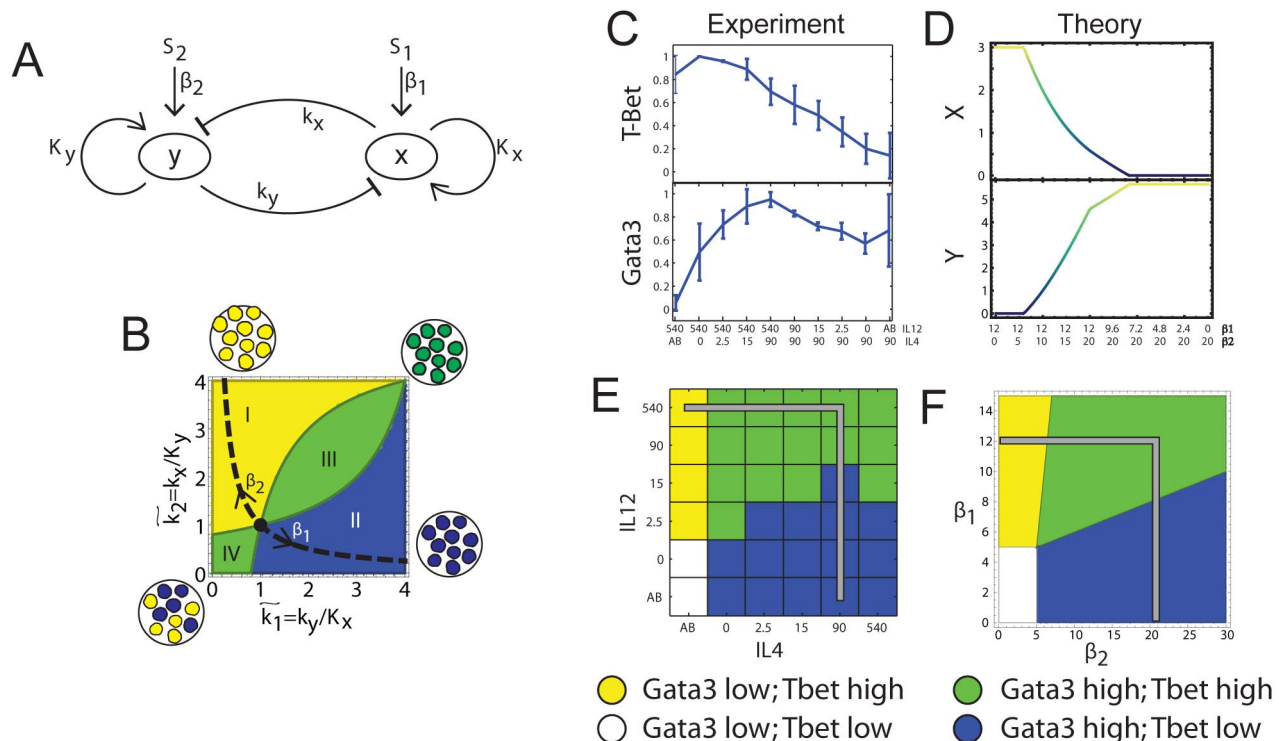 A
S2
S1
β2
β1
Ky
y
kx
x
Kx
ky
B
4
3
2
1
0
I
III
II
IV
β2
β1
k̃2=kx/Ky
0 1 2 3 4
k̃1=ky/Kx
C
Experiment
T-Bet
1
0.8
0.6
0.4
0.2
0
Gata3
1
0.8
0.6
0.4
0.2
0
540 540 540 540 540 90 15 2.5 0 AB IL12
AB 0 2.5 15 90 90 90 90 90 90 IL4
D
Theory
X
3
2
1
0
Y
5
4
3
2
1
0
12 12 12 12 12 9.6 7.2 4.8 2.4 0 β1
0 5 10 15 20 20 20 20 20 20 β2
E
IL12
540
90
15
2.5
0
AB
AB 0 2.5 15 90 540
IL4
F
β1
14
12
10
8
6
4
2
0
0 5 10 15 20 25 30
β2
Gata3 low; Tbet high
Gata3 high; Tbet high
Gata3 low; Tbet low
Gata3 high; Tbet low